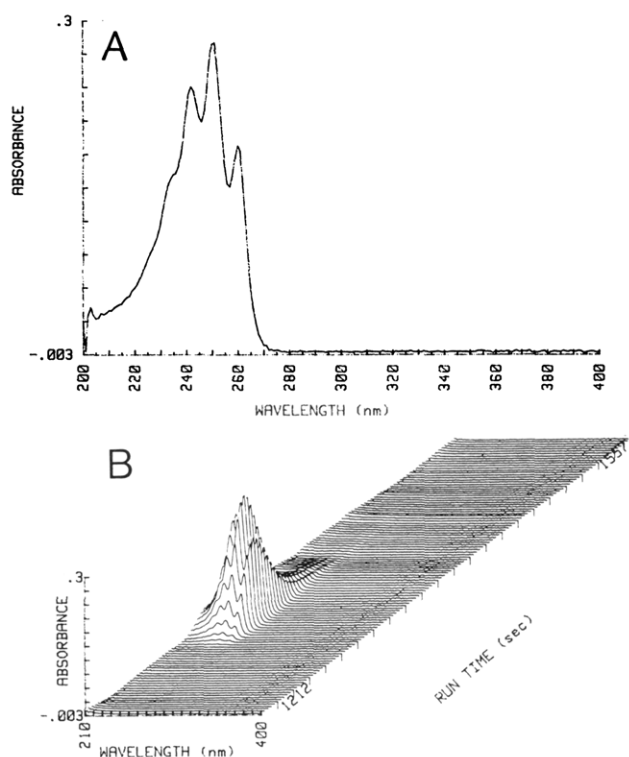 A
.3
ABSORBANCE
-.003
200 220 240 260 280 300 320 340 360 380 400
WAVELENGTH (nm)
B
.3
ABSORBANCE
-.003
210
400
WAVELENGTH (nm)
1212
1557
RUN TIME (sec)